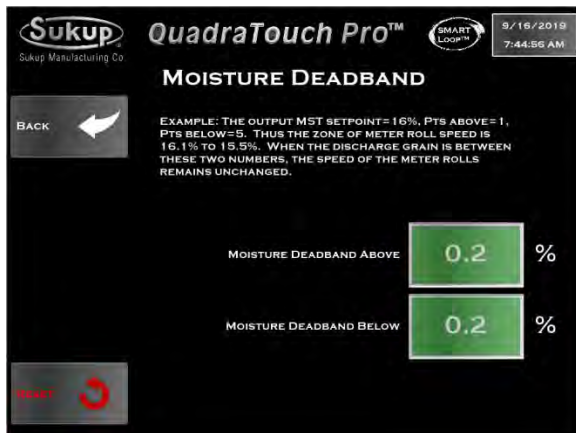 Sukup
Sukup Manufacturing Co
QuadraTouch Pro™
SMART
LOOP™
9/16/2019
7:44:56 AM
MOISTURE DEADBAND
BACK
EXAMPLE: THE OUTPUT MST SETPOINT=16%, PTS ABOVE=1,
PTS BELOW=5. THUS THE ZONE OF METER ROLL SPEED IS
16.1% TO 15.5%. WHEN THE DISCHARGE GRAIN IS BETWEEN
THESE TWO NUMBERS, THE SPEED OF THE METER ROLLS
REMAINS UNCHANGED.
MOISTURE DEADBAND ABOVE 0.2 %
MOISTURE DEADBAND BELOW 0.2 %
RESET